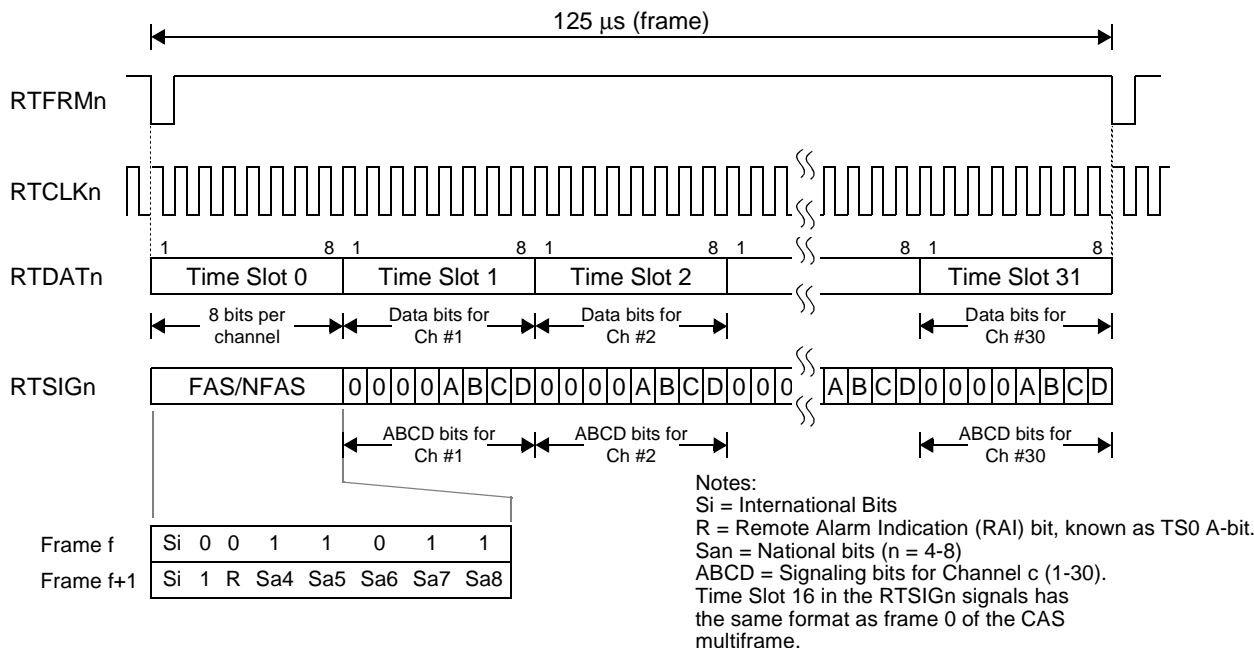 125 μs (frame)
RTFRMn
RTCLKn
1 8 1 8 1 8 1 8 1 8
RTDATn Time Slot 0 Time Slot 1 Time Slot 2 Time Slot 31
8 bits per channel
Data bits for Ch #1
Data bits for Ch #2
Data bits for Ch #30
RTSIGn FAS/NFAS 0 0 0 0 A B C D 0 0 0 0 A B C D 0 0 0 A B C D 0 0 0 0 A B C D
ABCD bits for Ch #1
ABCD bits for Ch #2
ABCD bits for Ch #30
Frame f Si 0 0 1 1 0 1 1
Frame f+1 Si 1 R Sa4 Sa5 Sa6 Sa7 Sa8
Notes:
Si = International Bits
R = Remote Alarm Indication (RAI) bit, known as TS0 A-bit.
San = National bits (n = 4-8)
ABCD = Signaling bits for Channel c (1-30).
Time Slot 16 in the RTSIGn signals has
the same format as frame 0 of the CAS
multiframe.